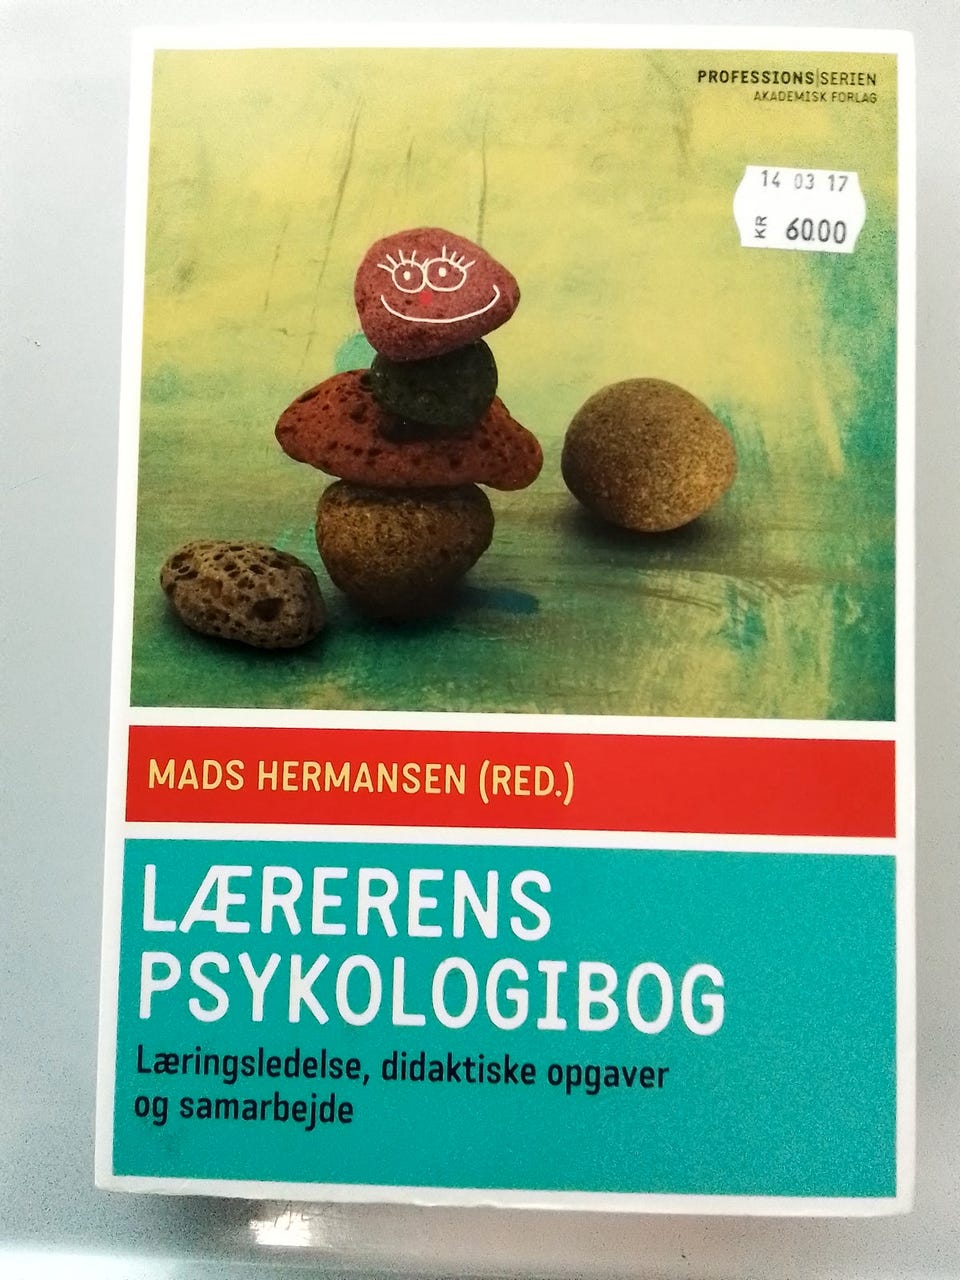 PROFESSIONS|SERIEN
AKADEMISK FORLAG
14 03 17
KR 60.00
MADS HERMANSEN (RED.)
LÆRERENS
PSYKOLOGIBOG
Læringsledelse, didaktiske opgaver
og samarbejde